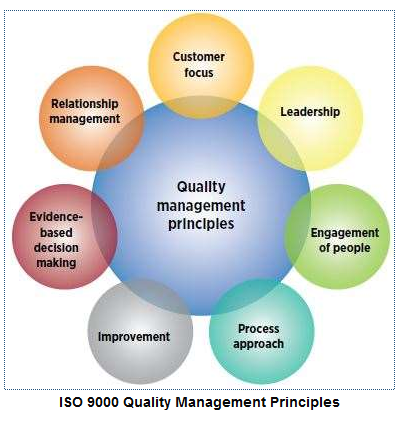 Customer
focus
Leadership
Engagement
of people
Process
approach
Improvement
Evidence-
based
decision
making
Relationship
management
Quality
management
principles
ISO 9000 Quality Management Principles